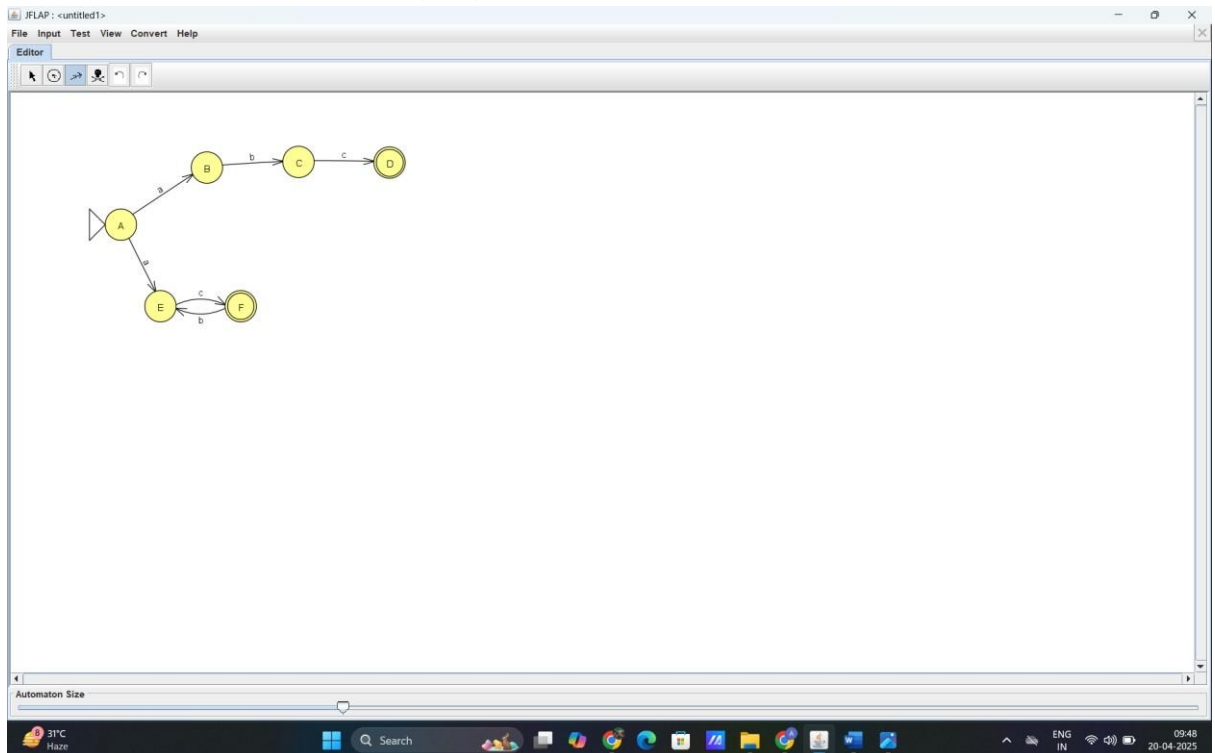 JFLAP : <untitled1>
File Input Test View Convert Help
Editor
B b C c D
a
A
a
E c F
b
Automaton Size
8
31°C
Haze
Search
W
ENG
IN
09:48
20-04-2025